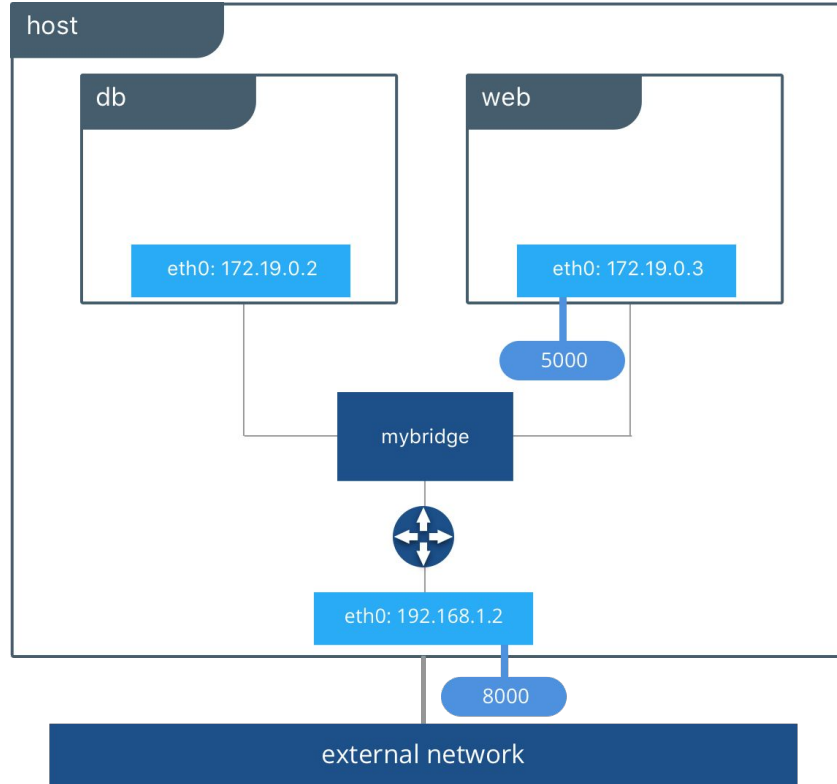 host
db
web
eth0: 172.19.0.2
eth0: 172.19.0.3
5000
mybridge
eth0: 192.168.1.2
8000
external network